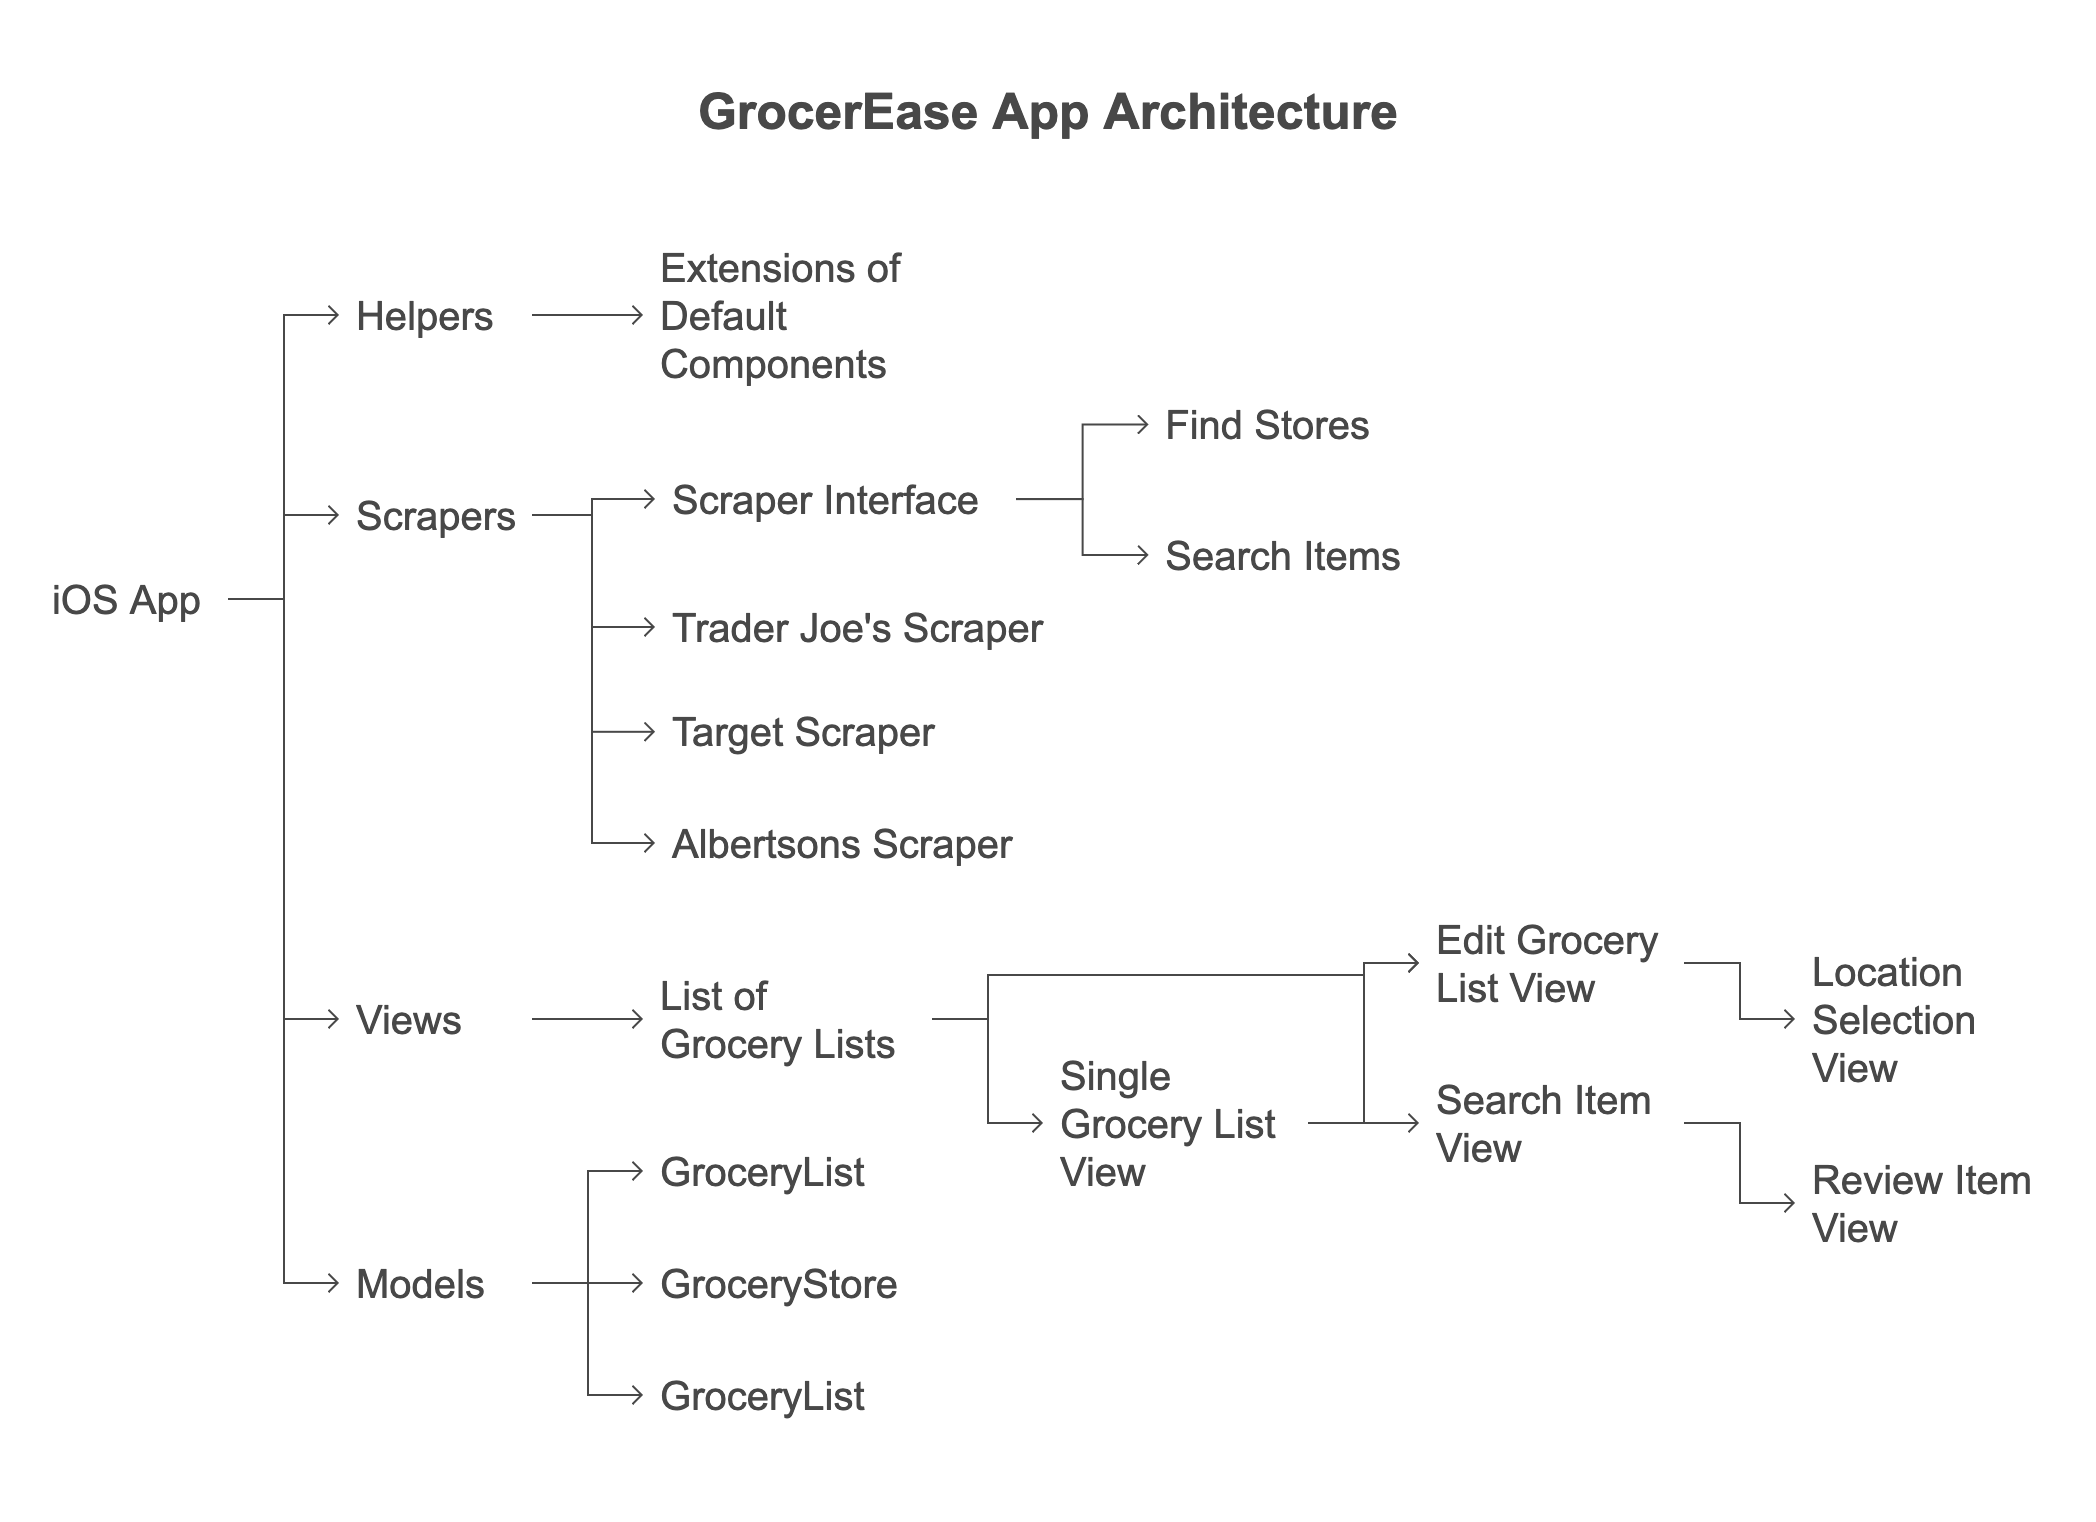 GrocerEase App Architecture
iOS App
Helpers
Extensions of
Default
Components
Scrapers
Scraper Interface
Find Stores
Search Items
Trader Joe's Scraper
Target Scraper
Albertsons Scraper
Views
List of
Grocery Lists
Single
Grocery List
View
Edit Grocery
List View
Location
Selection
View
Search Item
View
Review Item
View
Models
GroceryList
GroceryStore
GroceryList